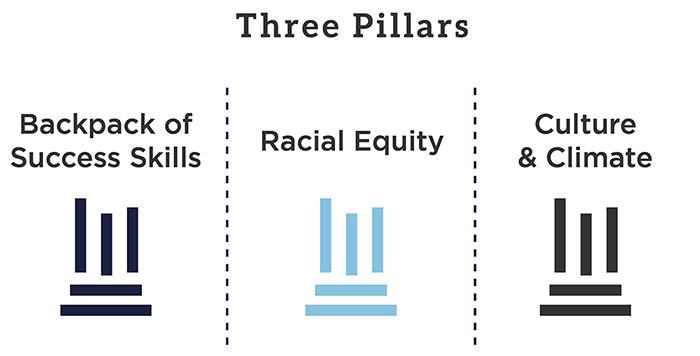 Three Pillars
Backpack of
Success Skills
Racial Equity
Culture
& Climate